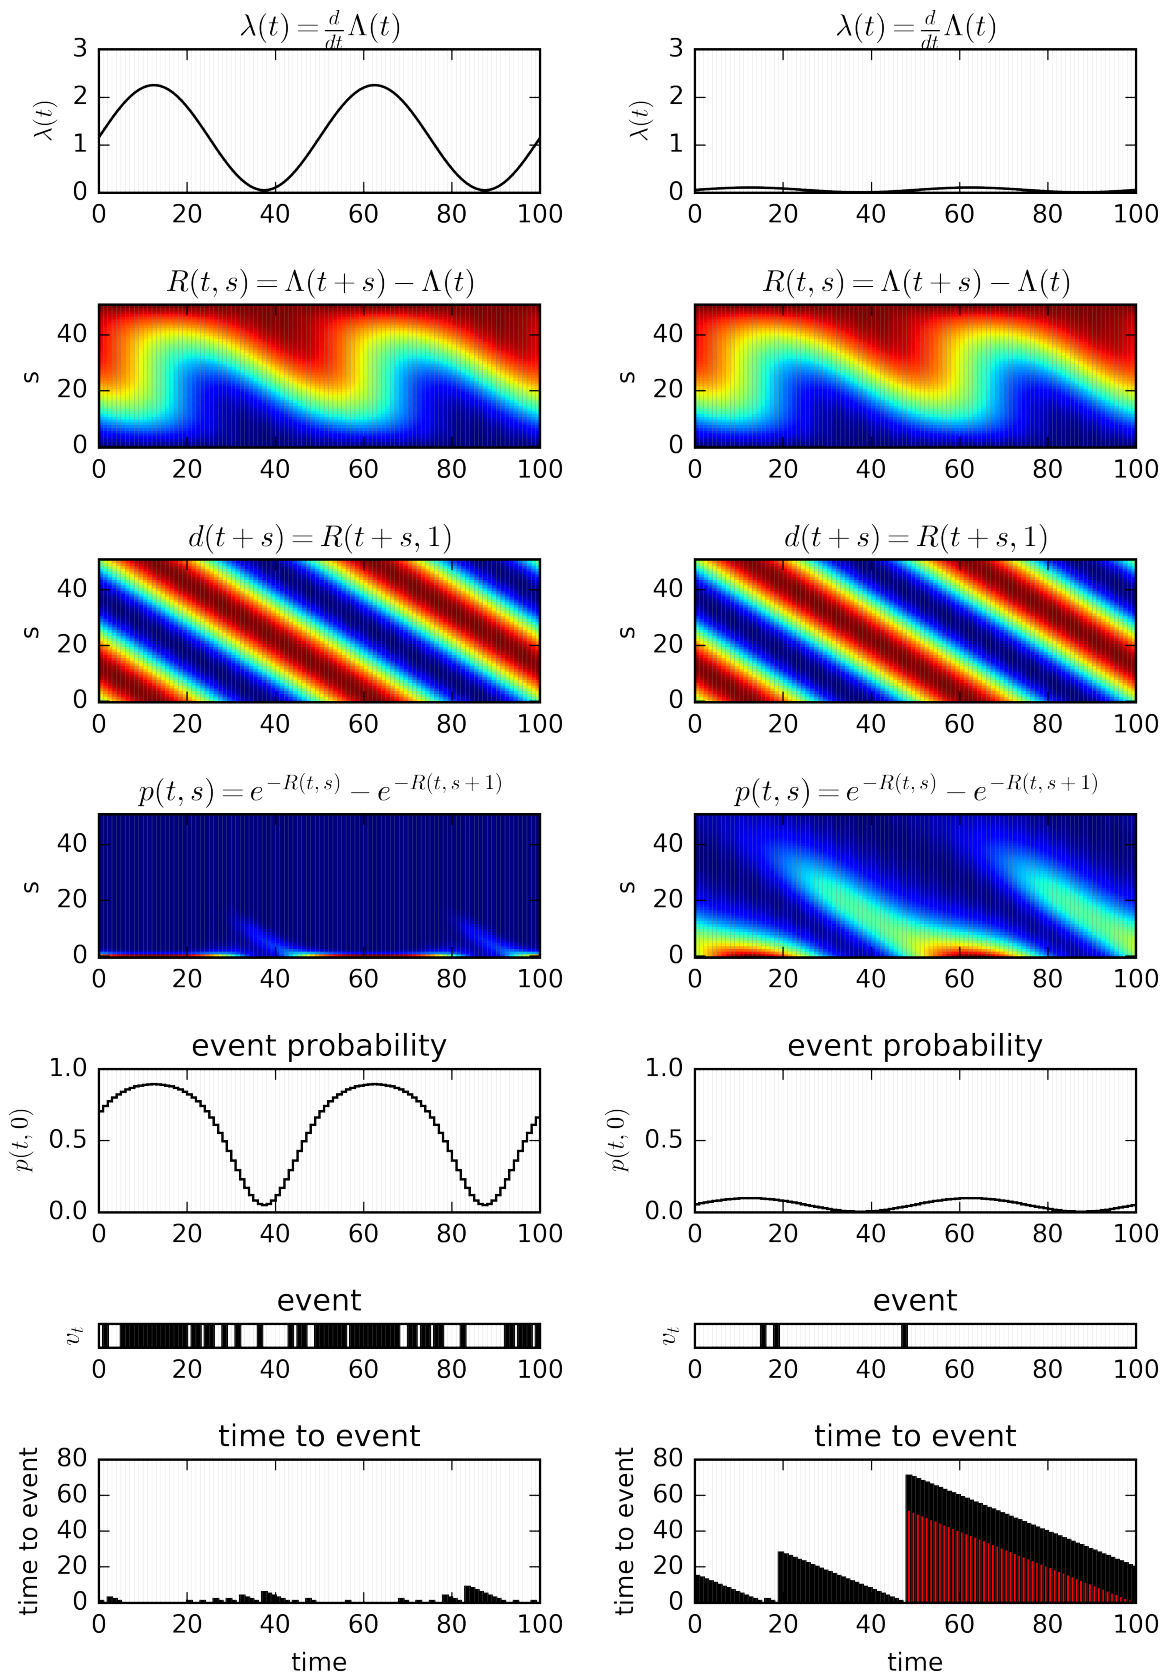 λ(t) = d/dt Λ(t)
λ(t)
3
2
1
0
0 20 40 60 80 100
λ(t) = d/dt Λ(t)
λ(t)
3
2
1
0
0 20 40 60 80 100
R(t, s) = Λ(t + s) − Λ(t)
s
40
20
0
0 20 40 60 80 100
R(t, s) = Λ(t + s) − Λ(t)
s
40
20
0
0 20 40 60 80 100
d(t + s) = R(t + s, 1)
s
40
20
0
0 20 40 60 80 100
d(t + s) = R(t + s, 1)
s
40
20
0
0 20 40 60 80 100
p(t, s) = e^{−R(t, s)} − e^{−R(t, s + 1)}
s
40
20
0
0 20 40 60 80 100
p(t, s) = e^{−R(t, s)} − e^{−R(t, s + 1)}
s
40
20
0
0 20 40 60 80 100
event probability
p(t, 0)
1.0
0.5
0.0
0 20 40 60 80 100
event probability
p(t, 0)
1.0
0.5
0.0
0 20 40 60 80 100
event
v_t
0 20 40 60 80 100
event
v_t
0 20 40 60 80 100
time to event
time to event
80
60
40
20
0
0 20 40 60 80 100
time
time to event
time to event
80
60
40
20
0
0 20 40 60 80 100
time